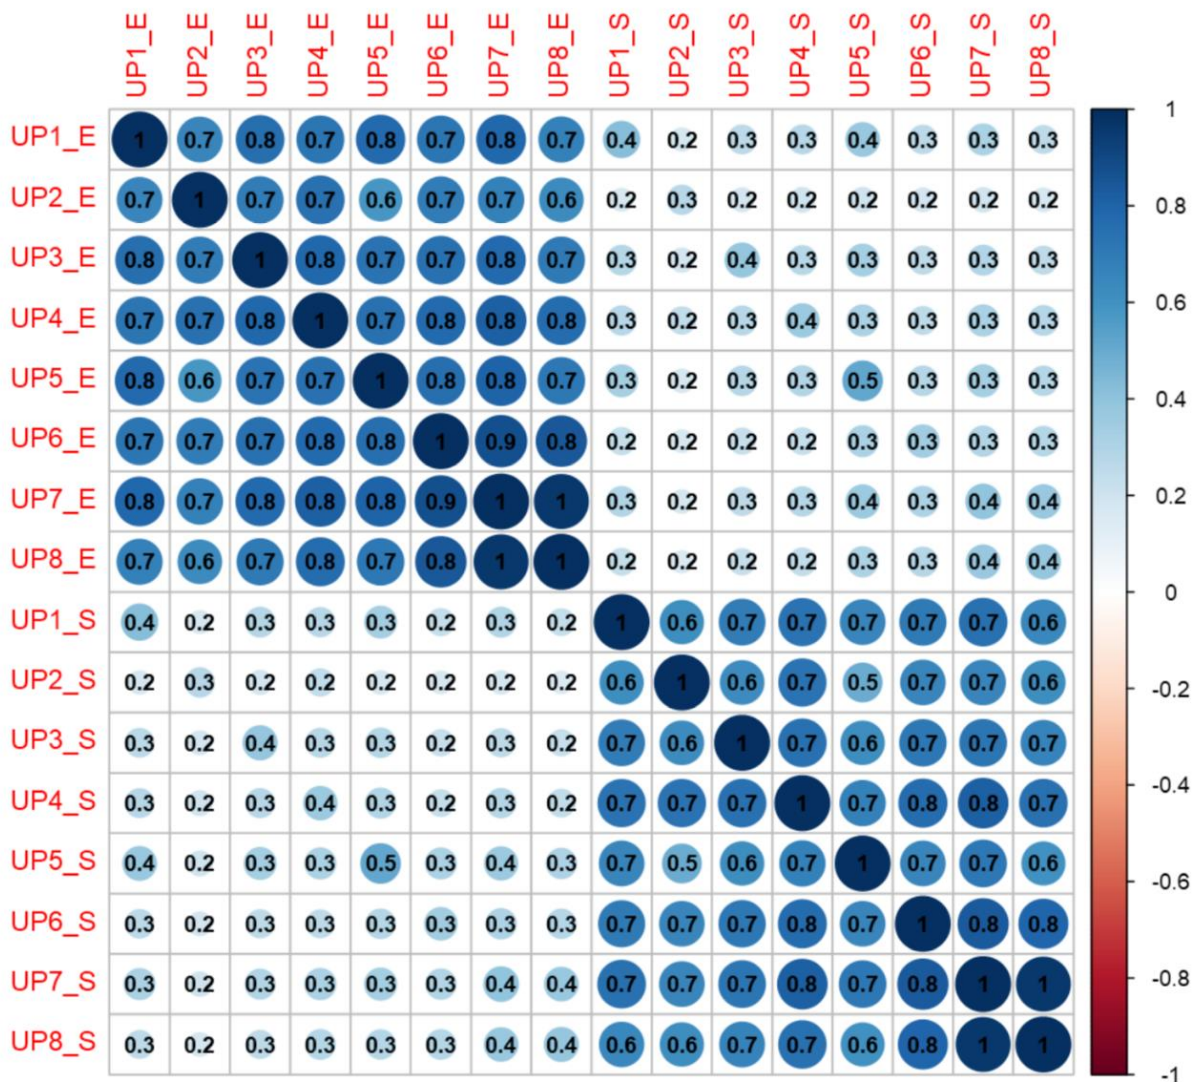 UP1_E UP2_E UP3_E UP4_E UP5_E UP6_E UP7_E UP8_E UP1_S UP2_S UP3_S UP4_S UP5_S UP6_S UP7_S UP8_S
UP1_E 1 0.7 0.8 0.7 0.8 0.7 0.8 0.7 0.4 0.2 0.3 0.3 0.4 0.3 0.3 0.3
UP2_E 0.7 1 0.7 0.7 0.6 0.7 0.7 0.6 0.2 0.3 0.2 0.2 0.2 0.2 0.2 0.2
UP3_E 0.8 0.7 1 0.8 0.7 0.7 0.8 0.7 0.3 0.2 0.4 0.3 0.3 0.3 0.3 0.3
UP4_E 0.7 0.7 0.8 1 0.7 0.8 0.8 0.8 0.3 0.2 0.3 0.4 0.3 0.3 0.3 0.3
UP5_E 0.8 0.6 0.7 0.7 1 0.8 0.8 0.7 0.3 0.2 0.3 0.3 0.5 0.3 0.3 0.3
UP6_E 0.7 0.7 0.7 0.8 0.8 1 0.9 0.8 0.2 0.2 0.2 0.2 0.3 0.3 0.3 0.3
UP7_E 0.8 0.7 0.8 0.8 0.8 0.9 1 1 0.3 0.2 0.3 0.3 0.4 0.3 0.4 0.4
UP8_E 0.7 0.6 0.7 0.8 0.7 0.8 1 1 0.2 0.2 0.2 0.2 0.3 0.3 0.4 0.4
UP1_S 0.4 0.2 0.3 0.3 0.3 0.2 0.3 0.2 1 0.6 0.7 0.7 0.7 0.7 0.7 0.6
UP2_S 0.2 0.3 0.2 0.2 0.2 0.2 0.2 0.2 0.6 1 0.6 0.7 0.5 0.7 0.7 0.6
UP3_S 0.3 0.2 0.4 0.3 0.3 0.2 0.3 0.2 0.7 0.6 1 0.7 0.6 0.7 0.7 0.7
UP4_S 0.3 0.2 0.3 0.4 0.3 0.2 0.3 0.2 0.7 0.7 0.7 1 0.7 0.8 0.8 0.7
UP5_S 0.4 0.2 0.3 0.3 0.5 0.3 0.4 0.3 0.7 0.5 0.6 0.7 1 0.7 0.7 0.6
UP6_S 0.3 0.2 0.3 0.3 0.3 0.3 0.3 0.3 0.7 0.7 0.7 0.8 0.7 1 0.8 0.8
UP7_S 0.3 0.2 0.3 0.3 0.3 0.3 0.4 0.4 0.7 0.7 0.7 0.8 0.7 0.8 1 1
UP8_S 0.3 0.2 0.3 0.3 0.3 0.3 0.4 0.4 0.6 0.6 0.7 0.7 0.6 0.8 1 1
1
0.8
0.6
0.4
0.2
0
-0.2
-0.4
-0.6
-0.8
-1